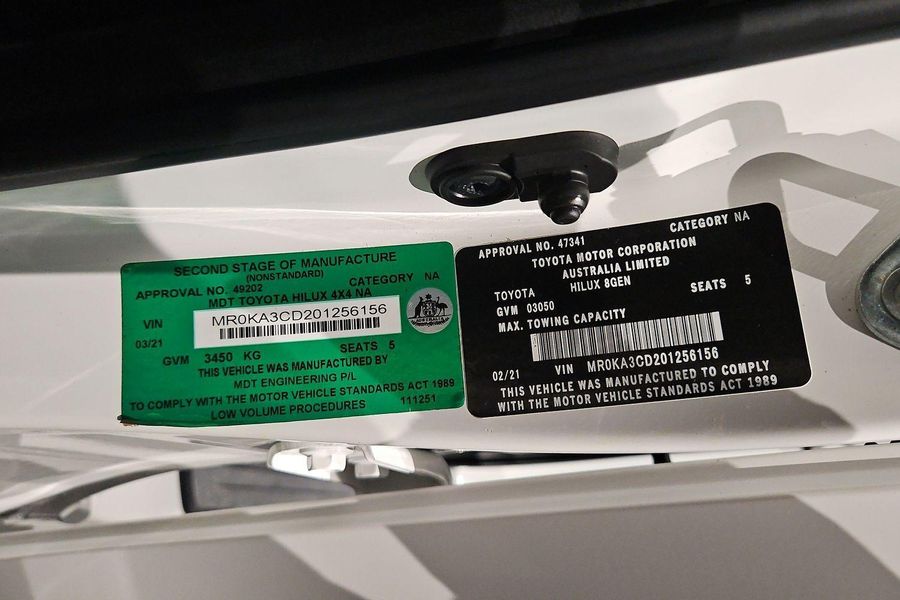 SECOND STAGE OF MANUFACTURE
(NONSTANDARD)
APPROVAL NO. 49202 CATEGORY NA
MDT TOYOTA HILUX 4X4 NA
VIN MR0KA3CD201256156
AUSTRALIA
03/21
GVM 3450 KG SEATS 5
THIS VEHICLE WAS MANUFACTURED BY
MDT ENGINEERING P/L
TO COMPLY WITH THE MOTOR VEHICLE STANDARDS ACT 1989
LOW VOLUME PROCEDURES 111251
APPROVAL NO. 47341 CATEGORY NA
TOYOTA MOTOR CORPORATION
AUSTRALIA LIMITED
TOYOTA HILUX 8GEN
GVM 03050 SEATS 5
MAX. TOWING CAPACITY
02/21 VIN MR0KA3CD201256156
THIS VEHICLE WAS MANUFACTURED TO COMPLY
WITH THE MOTOR VEHICLE STANDARDS ACT 1989